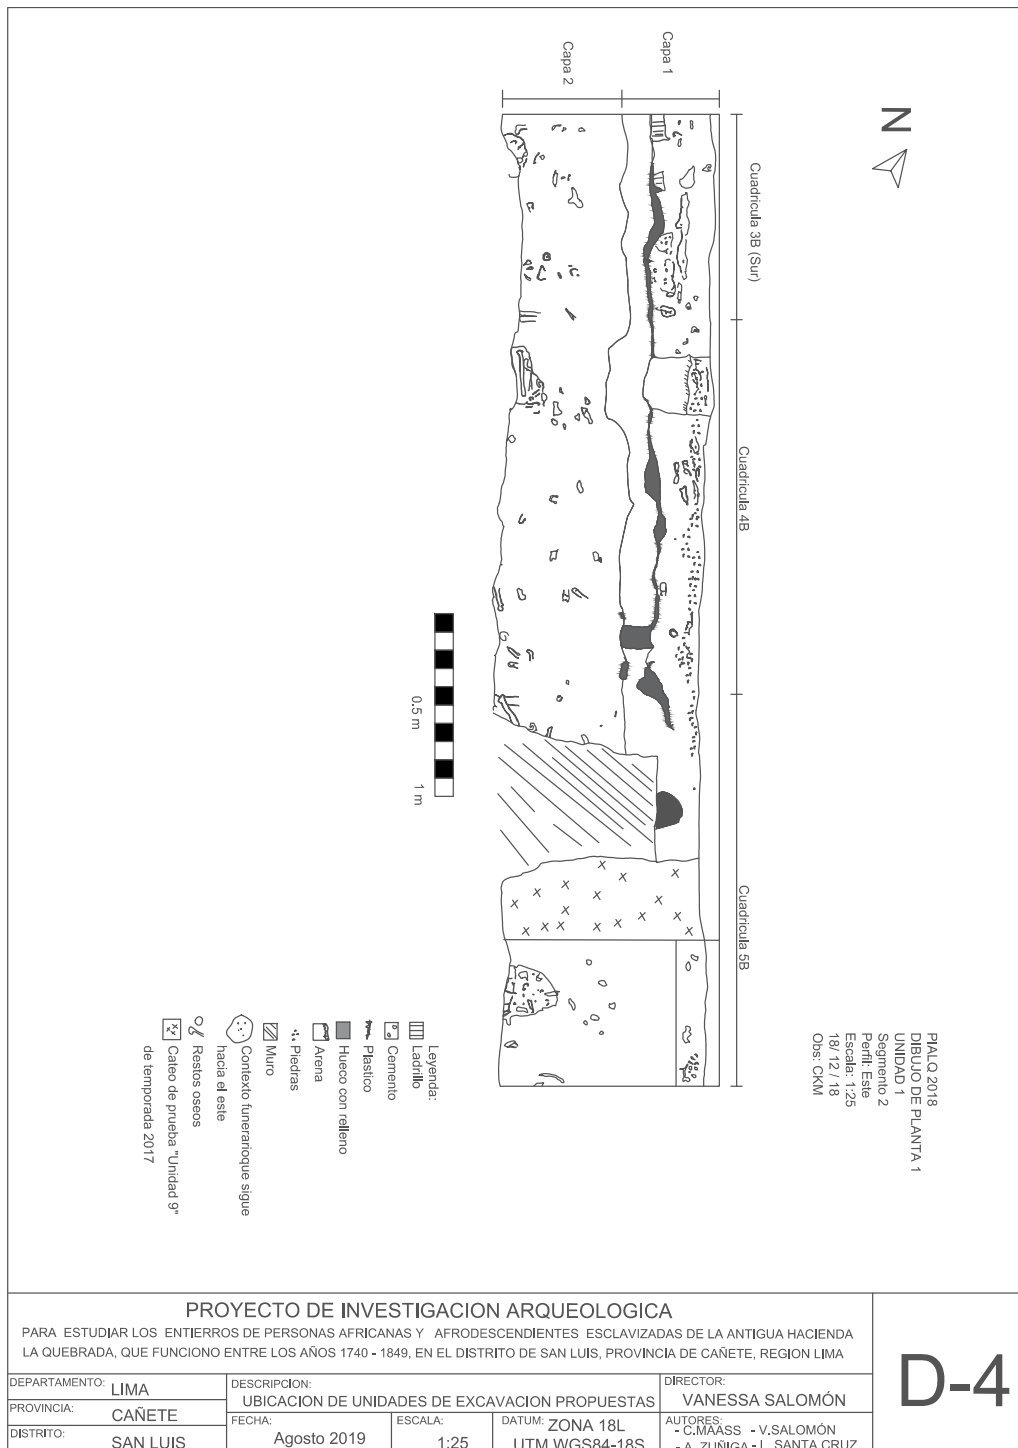 Capa 2
Capa 1
N
Cuadricula 3B (Sur)
Cuadricula 4B
Cuadricula 5B
0.5 m
1 m
PIALQ 2018
DIBUJO DE PLANTA 1
UNIDAD 1
Segmento 2
Perfil: Este
Escala: 1:25
18/ 12 / 18
Obs: CKM
Leyenda:
Ladrillo
Cemento
Plastico
Hueco con relleno
Arena
Piedras
Muro
Contexto funerarioque sigue
hacia el este
Restos oseos
Cateo de prueba "Unidad 9"
de temporada 2017
PROYECTO DE INVESTIGACION ARQUEOLOGICA
PARA ESTUDIAR LOS ENTIERROS DE PERSONAS AFRICANAS Y AFRODESCENDIENTES ESCLAVIZADAS DE LA ANTIGUA HACIENDA
LA QUEBRADA, QUE FUNCIONO ENTRE LOS AÑOS 1740 - 1849, EN EL DISTRITO DE SAN LUIS, PROVINCIA DE CAÑETE, REGION LIMA
DEPARTAMENTO: LIMA
PROVINCIA: CAÑETE
DISTRITO: SAN LUIS
DESCRIPCION:
UBICACION DE UNIDADES DE EXCAVACION PROPUESTAS
FECHA:
Agosto 2019
ESCALA:
1:25
DATUM: ZONA 18L
UTM WGS84-18S
DIRECTOR:
VANESSA SALOMÓN
AUTORES:
- C.MAASS - V.SALOMÓN
- A. ZUÑIGA - L. SANTA CRUZ
D-4